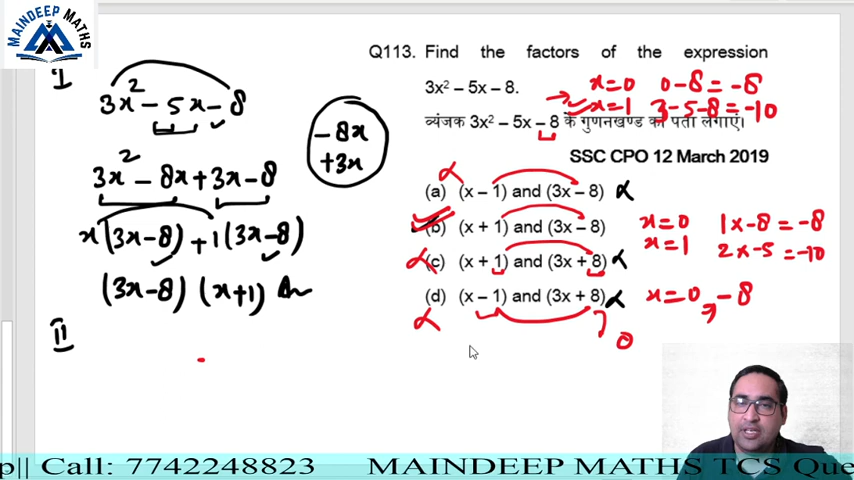 MAINDEEP MATHS
I
3x² - 5x - 8
3x² - 8x + 3x - 8
x(3x-8) + 1(3x-8)
(3x-8) (x+1) Ans
- 8x
+3x
II
Q113. Find the factors of the expression
3x² – 5x – 8.
x=0 0-8=-8
x=1 3-5-8=-10
व्यंजक 3x² – 5x – 8 के गुणनखण्ड का पता लगाएं।
SSC CPO 12 March 2019
(a) (x – 1) and (3x – 8)
(b) (x + 1) and (3x – 8)
(c) (x + 1) and (3x + 8)
(d) (x – 1) and (3x + 8)
x=0 1x-8=-8
x=1 2x-5=-10
x=0, -8
0
p|| Call: 7742248823 MAINDEEP MATHS TCS Que